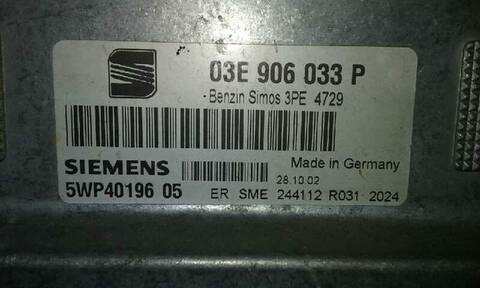 03E 906 033 P
Benzin Simos 3PE 4729
SIEMENS
Made in Germany
28.10.02
5WP40196 05
ER SME 244112 R031 2024